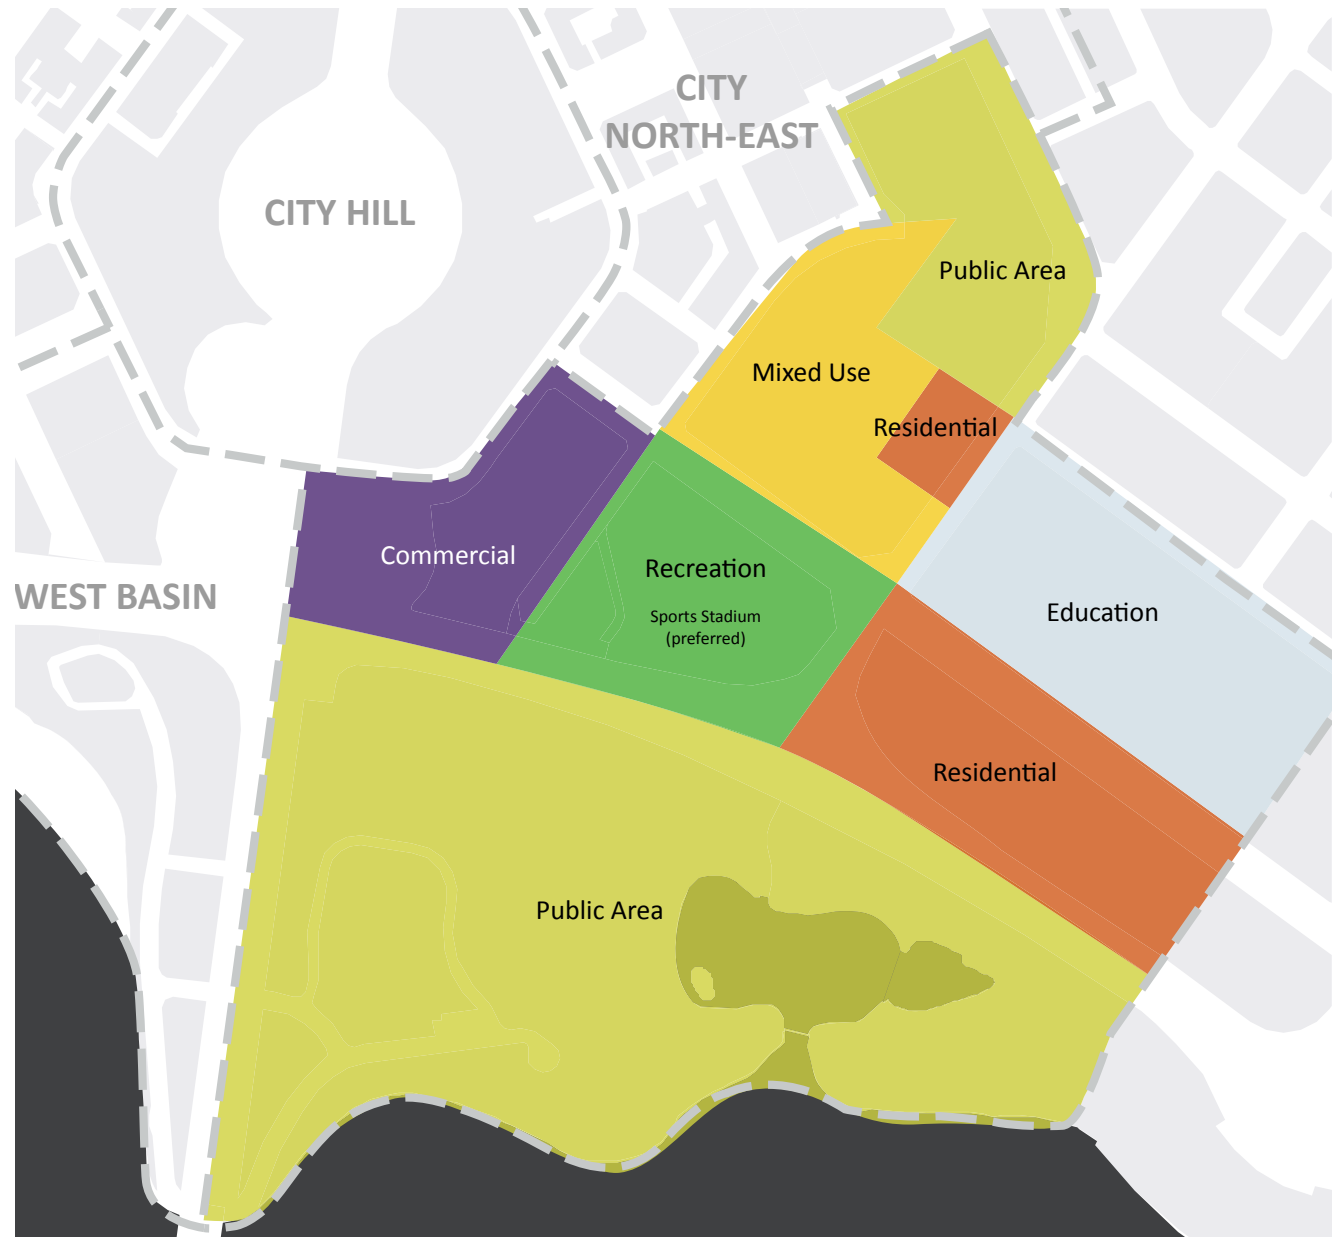 CITY
NORTH-EAST
CITY HILL
Public Area
Mixed Use
Residential
Commercial
Recreation
Sports Stadium
(preferred)
WEST BASIN
Education
Residential
Public Area